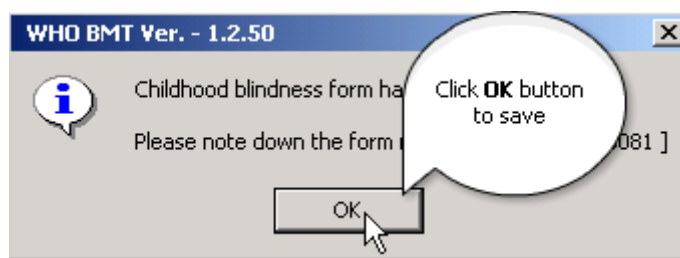 WHO BMT Ver. - 1.2.50
Childhood blindness form ha
Please note down the form 081 ]
Click OK button
to save
OK